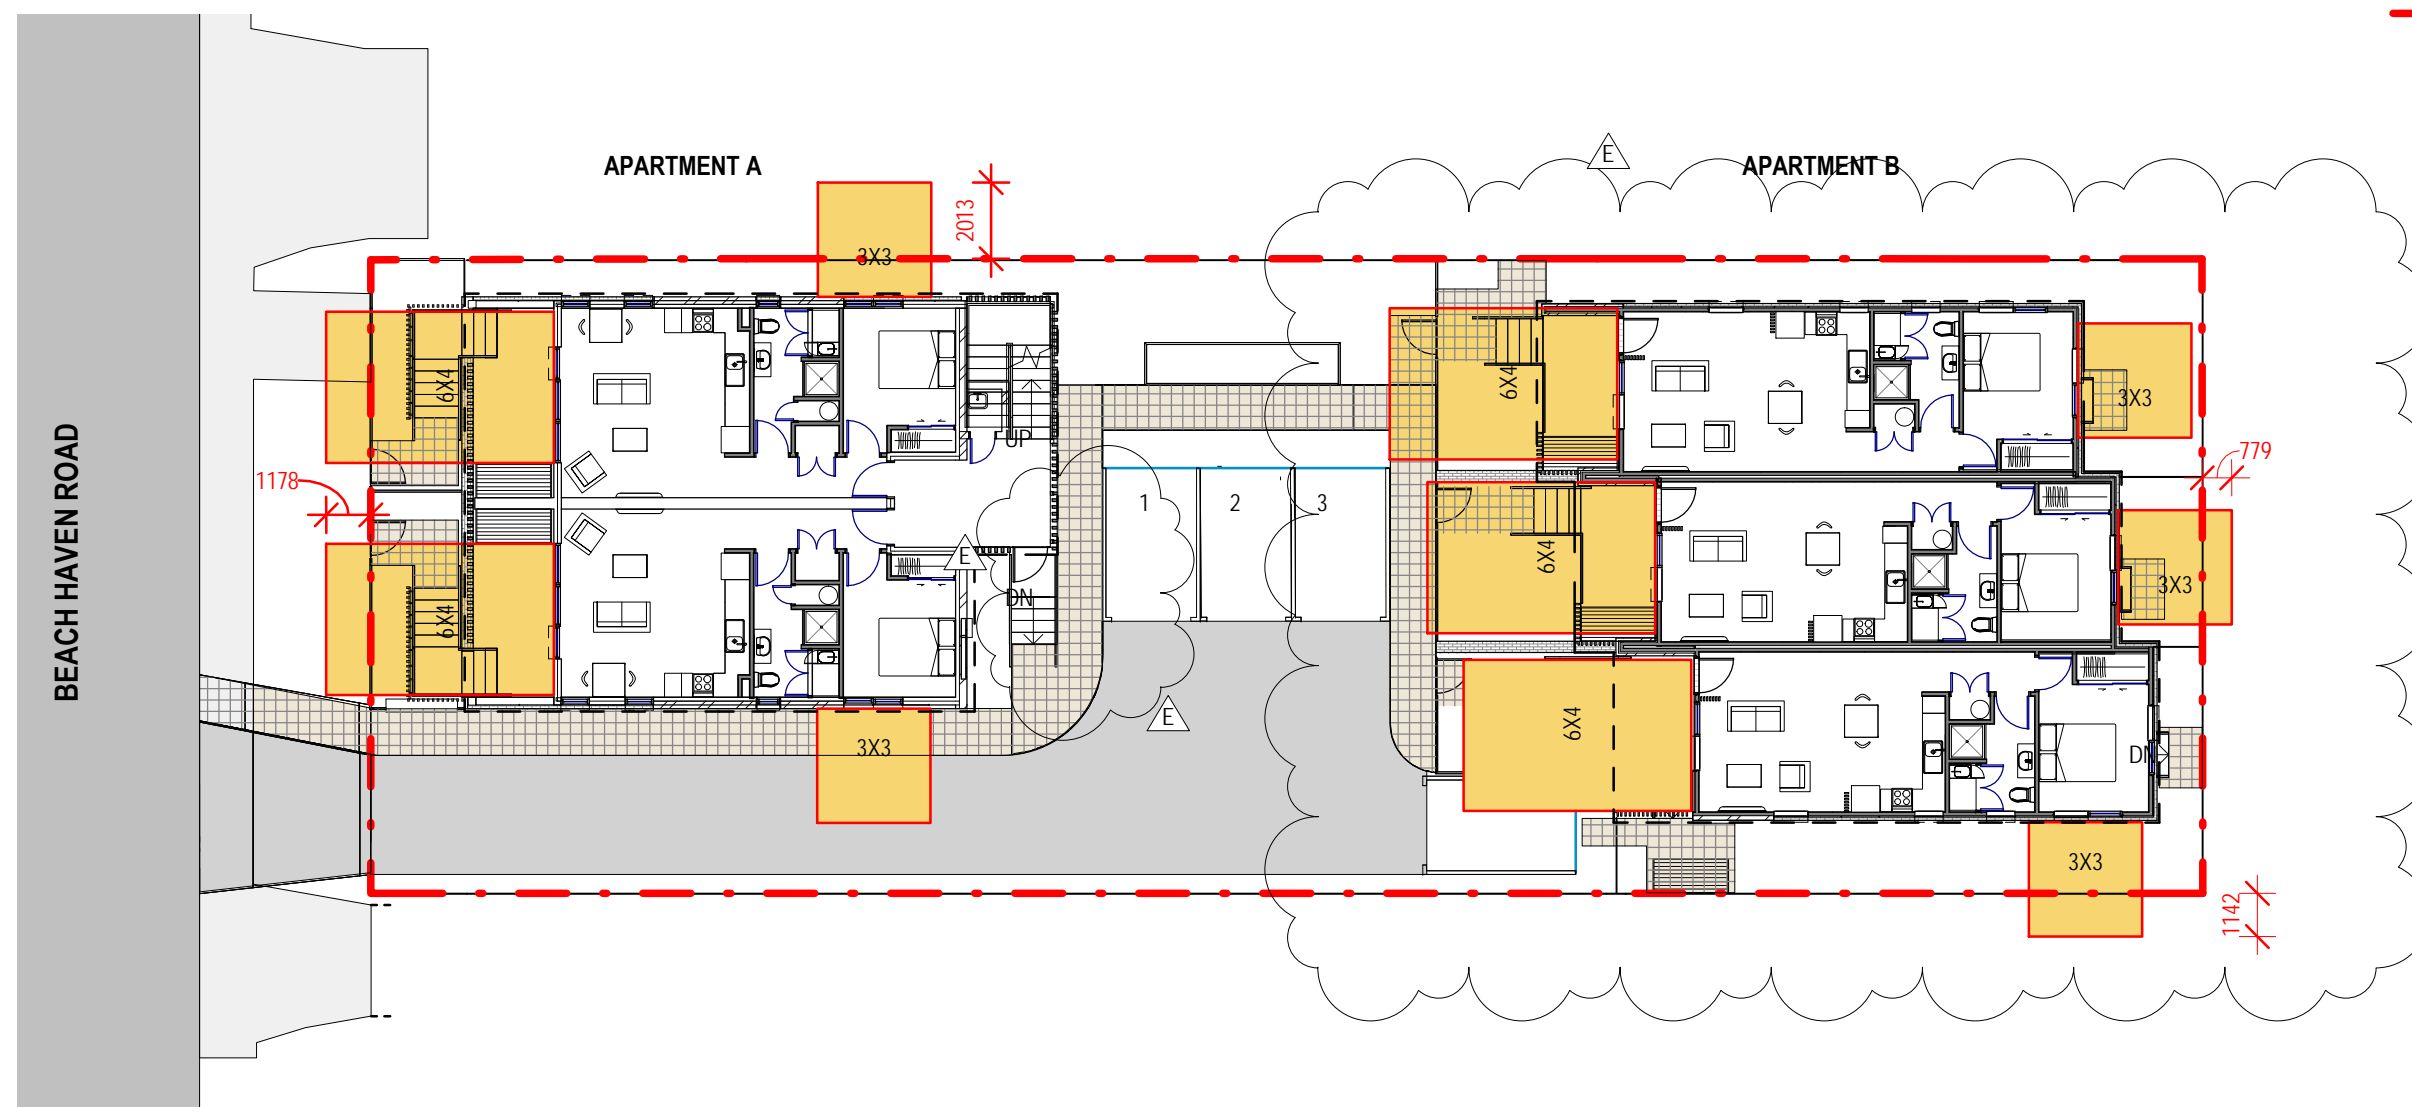 APARTMENT A
E
APARTMENT B
2013
3X3
6X4
6X4
3X3
UP
779
1178
1
2
3
BEACH HAVEN ROAD
E
6X4
3X3
DN
6X4
E
6X4
DN
3X3
3X3
1142